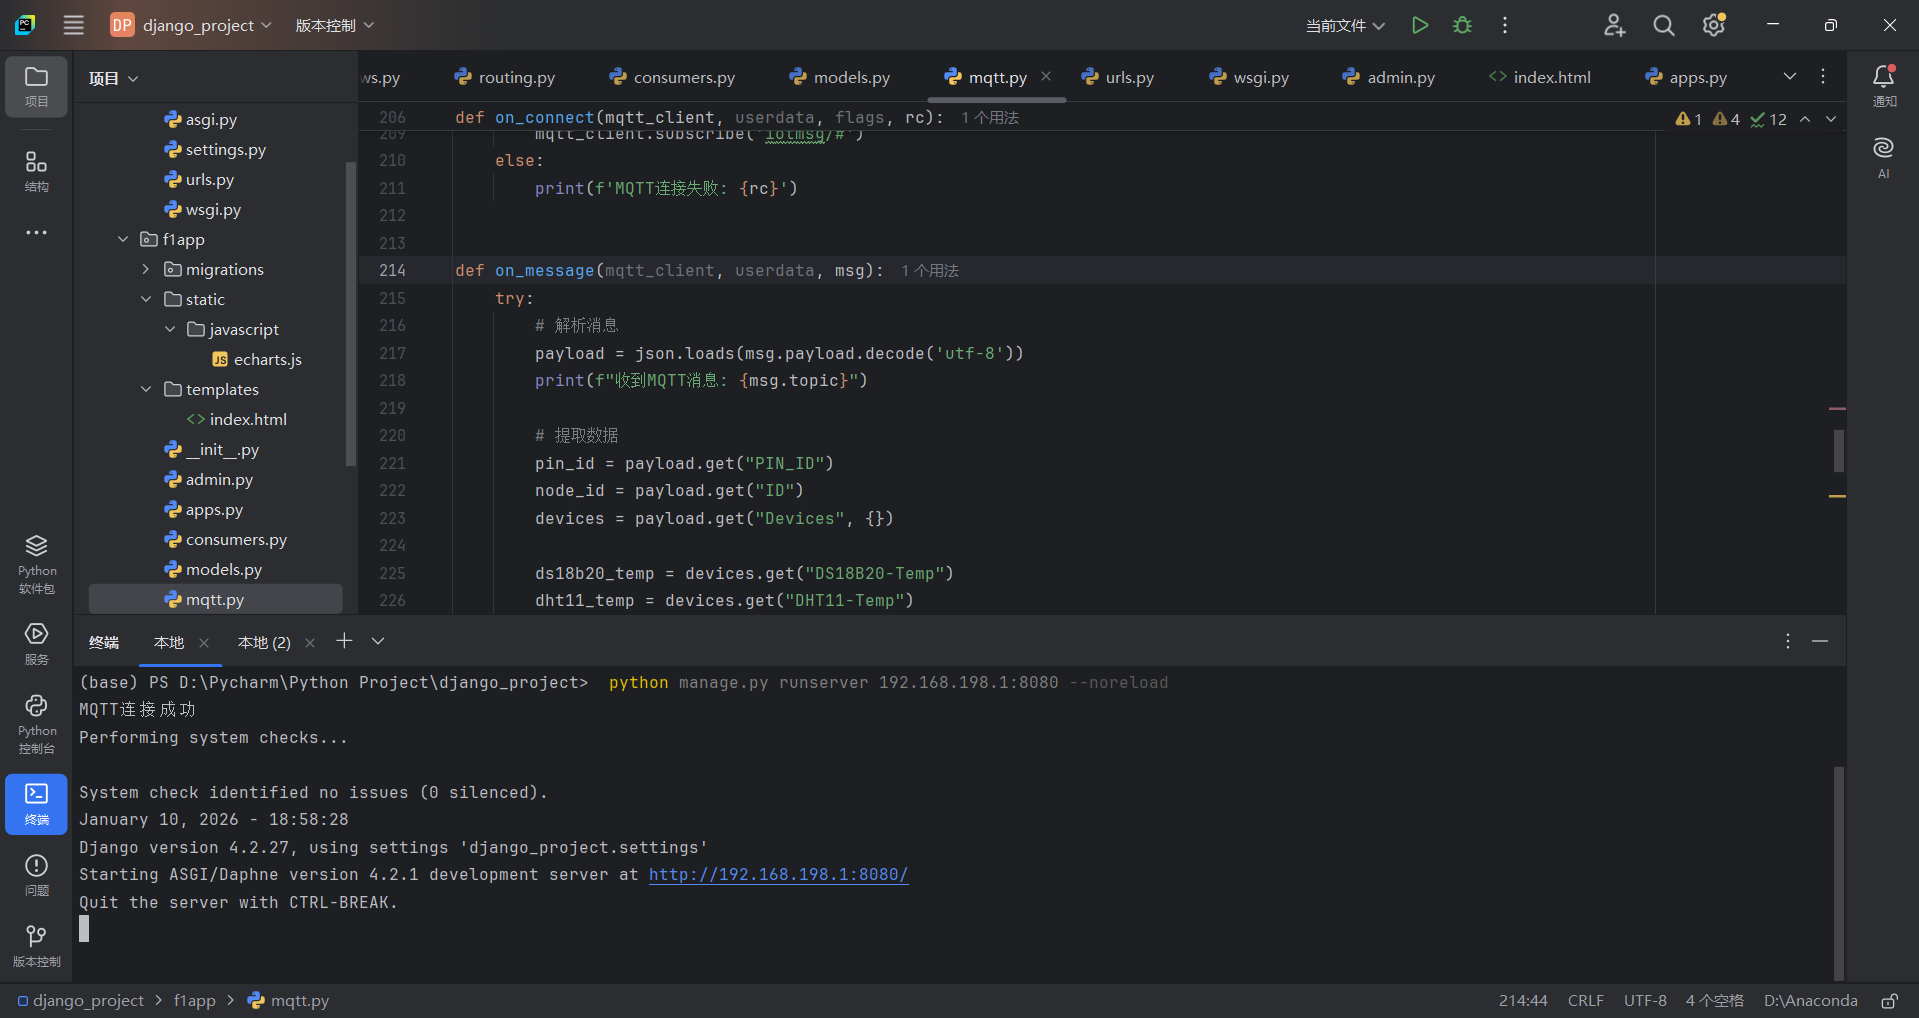 DP django_project 版本控制 当前文件
项目
ws.py routing.py consumers.py models.py mqtt.py urls.py wsgi.py admin.py index.html apps.py
项目
结构
Python
软件包
服务
Python
控制台
终端
问题
版本控制
通知
AI
asgi.py
settings.py
urls.py
wsgi.py
f1app
migrations
static
javascript
JS echarts.js
templates
<> index.html
__init__.py
admin.py
apps.py
consumers.py
models.py
mqtt.py
206 def on_connect(mqtt_client, userdata, flags, rc): 1 个用法
1 4 12
209 mqtt_client.subscribe('iotmsg/#')
210 else:
211 print(f'MQTT连接失败: {rc}')
212
213
214 def on_message(mqtt_client, userdata, msg): 1 个用法
215 try:
216 # 解析消息
217 payload = json.loads(msg.payload.decode('utf-8'))
218 print(f"收到MQTT消息: {msg.topic}")
219
220 # 提取数据
221 pin_id = payload.get("PIN_ID")
222 node_id = payload.get("ID")
223 devices = payload.get("Devices", {})
224
225 ds18b20_temp = devices.get("DS18B20-Temp")
226 dht11_temp = devices.get("DHT11-Temp")
终端 本地 本地 (2)
(base) PS D:\Pycharm\Python Project\django_project> python manage.py runserver 192.168.198.1:8080 --noreload
MQTT连接成功
Performing system checks...
System check identified no issues (0 silenced).
January 10, 2026 - 18:58:28
Django version 4.2.27, using settings 'django_project.settings'
Starting ASGI/Daphne version 4.2.1 development server at http://192.168.198.1:8080/
Quit the server with CTRL-BREAK.
django_project > f1app > mqtt.py
214:44 CRLF UTF-8 4 个空格 D:\Anaconda